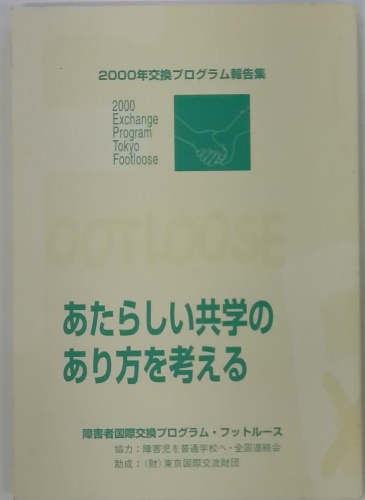 2000年交換プログラム報告集
2000
Exchange
Program
Tokyo
Footloose
OOTLOOSE
あたらしい共学の
あり方を考える
障害者国際交換プログラム・フットルース
協力：障害児を普通学校へ・全国連絡会
助成：（財）東京国際交流財団